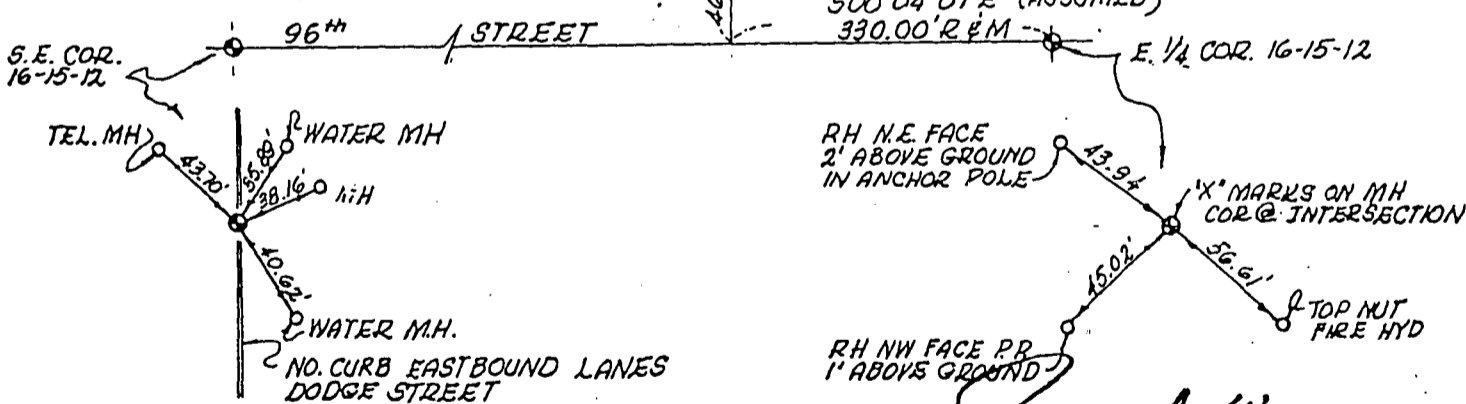 S00°04'07"E (ASSUMED)
96th STREET
330.00' R & M
S.E. COR.
16-15-12
E. 1/4 COR. 16-15-12
TEL. MH
WATER MH
43.70'
55.89'
38.16'
MH
40.62'
WATER M.H.
NO. CURB EASTBOUND LANES
DODGE STREET
RH N.E. FACE
2' ABOVE GROUND
IN ANCHOR POLE
43.94
"X" MARKS ON MH
COR @ INTERSECTION
45.02'
56.61'
TOP NUT
FIRE HYD
RH NW FACE P.P.
1' ABOVE GROUND